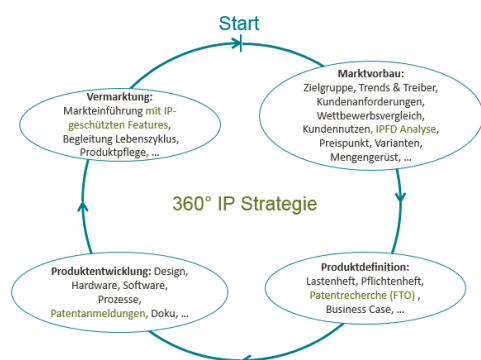 Start
Marktvorbau:
Zielgruppe, Trends & Treiber,
Kundenanforderungen,
Wettbewerbsvergleich,
Kundennutzen, IPFD Analyse,
Preispunkt, Varianten,
Mengengerüst, ...
Produktdefinition:
Lastenheft, Pflichtenheft,
Patentrecherche (FTO) ,
Business Case, ...
Produktentwicklung: Design,
Hardware, Software,
Prozesse,
Patentanmeldungen, Doku, ...
Vermarktung:
Markteinführung mit IP-
geschützten Features,
Begleitung Lebenszyklus,
Produktpflege, ...
360° IP Strategie